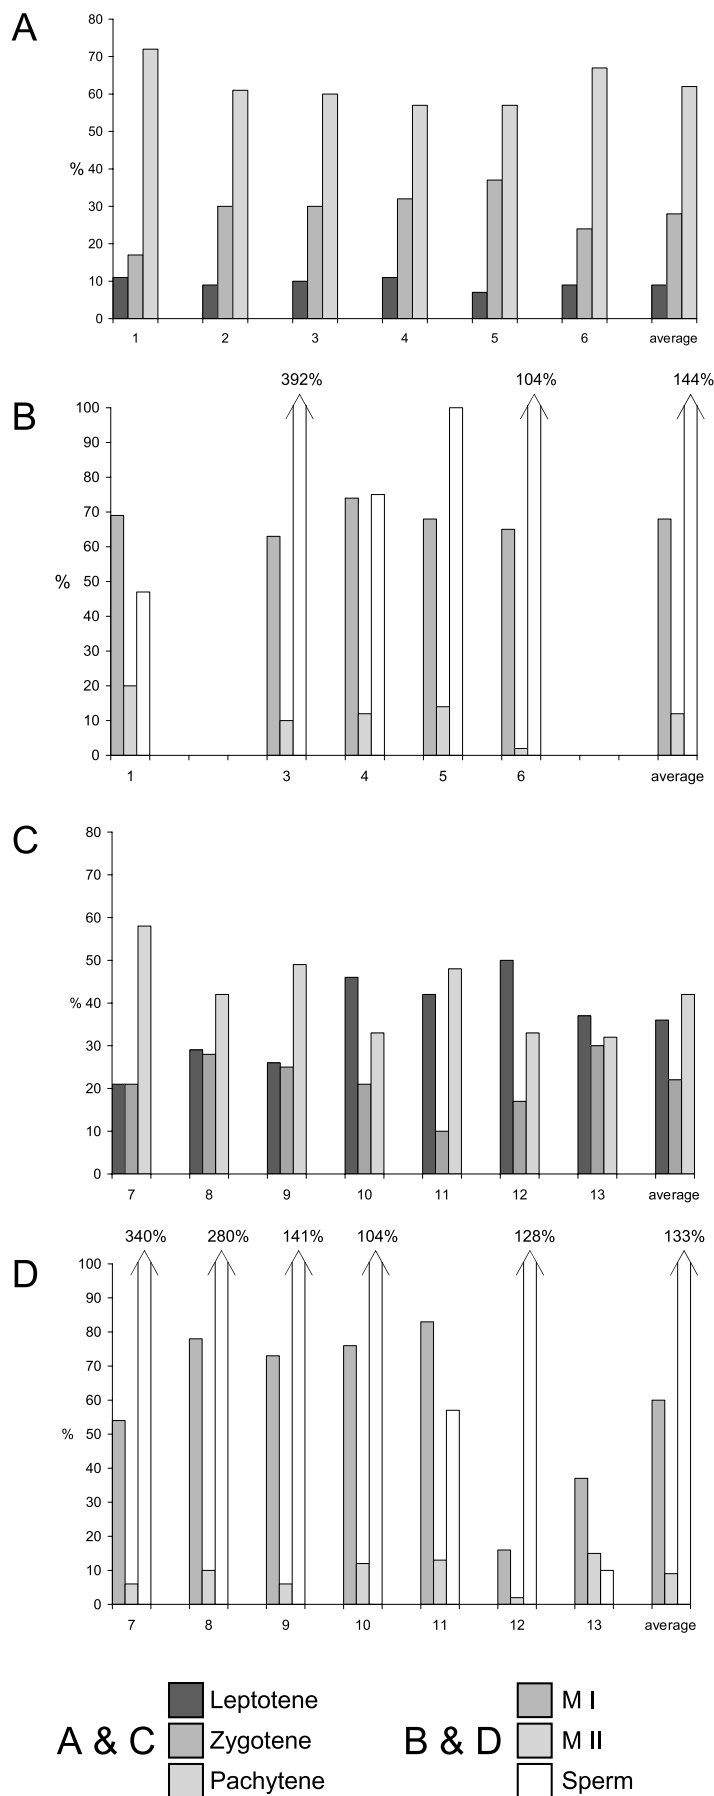 A
80
70
60
50
% 40
30
20
10
0
1 2 3 4 5 6 average
392% 104% 144%
B
100
90
80
70
60
50
%
40
30
20
10
0
1 3 4 5 6 average
C
80
70
60
50
% 40
30
20
10
0
7 8 9 10 11 12 13 average
340% 280% 141% 104% 128% 133%
D
100
90
80
70
60
% 50
40
30
20
10
0
7 8 9 10 11 12 13 average
A & C
Leptotene
Zygotene
Pachytene
B & D
M I
M II
Sperm